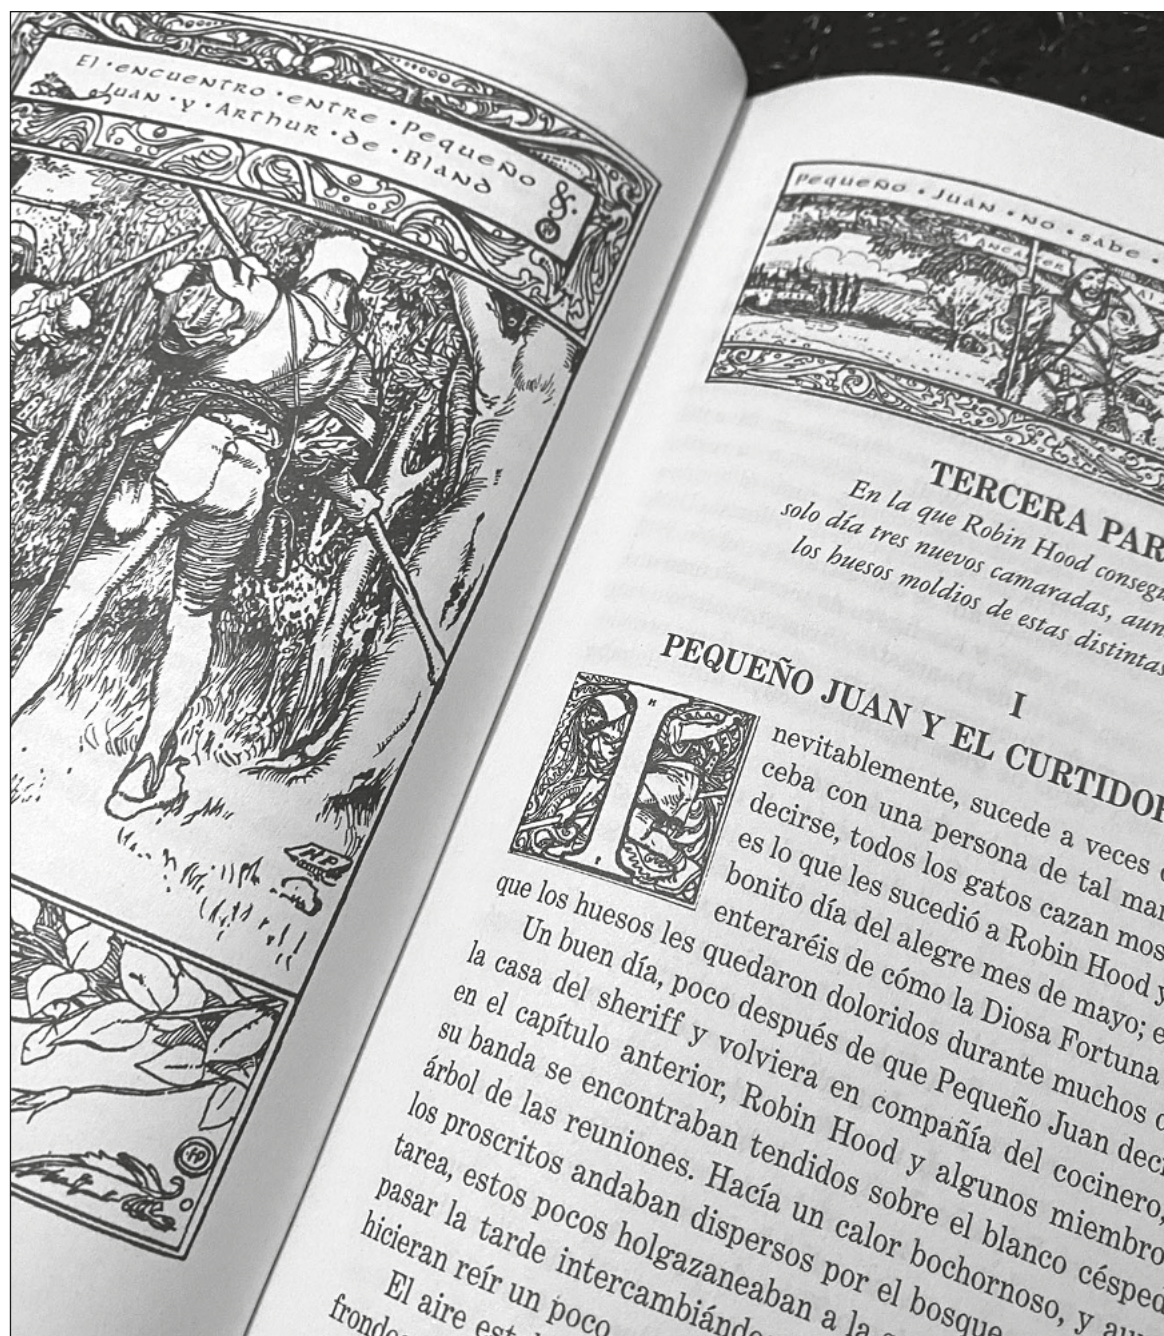 El · encuentro · entre · Pequeño
Juan · y · Arthur · de · Bland
HP
Pequeño · Juan · no · sabe ·
A ANCASTER
TERCERA PAR
En la que Robin Hood consegu
solo día tres nuevos camaradas, aun
los huesos moldios de estas distintas
I
PEQUEÑO JUAN Y EL CURTIDOR
I
nevitablemente, sucede a veces
ceba con una persona de tal man
decirse, todos los gatos cazan mos
es lo que les sucedió a Robin Hood y
bonito día del alegre mes de mayo; e
enteraréis de cómo la Diosa Fortuna
que los huesos les quedaron doloridos durante muchos d
Un buen día, poco después de que Pequeño Juan deci
la casa del sheriff y volviera en compañía del cocinero,
en el capítulo anterior, Robin Hood y algunos miembro
su banda se encontraban tendidos sobre el blanco césped
árbol de las reuniones. Hacía un calor bochornoso, y au
los proscritos andaban dispersos por el bosque
tarea, estos pocos holgazaneaban a la
pasar la tarde intercambiándo
hicieran reír un poco
El aire est
frondo